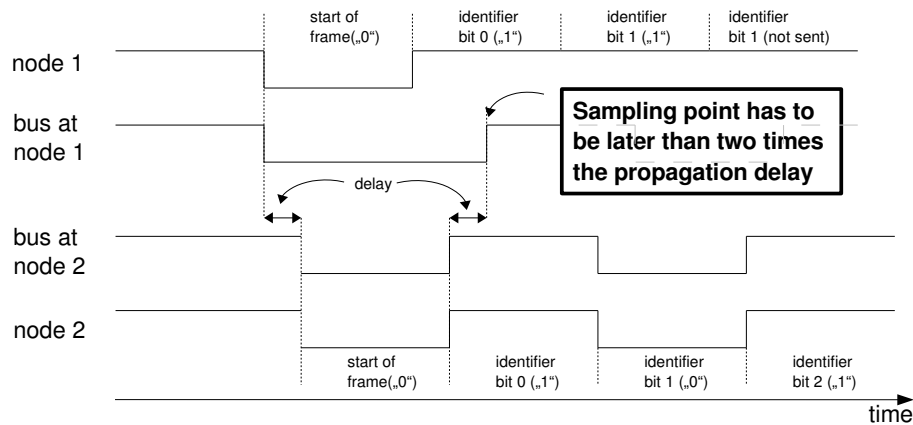 start of
frame(„0“)
identifier
bit 0 („1“)
identifier
bit 1 („1“)
identifier
bit 1 (not sent)
node 1
bus at
node 1
Sampling point has to
be later than two times
the propagation delay
delay
bus at
node 2
node 2
start of
frame(„0“)
identifier
bit 0 („1“)
identifier
bit 1 („0“)
identifier
bit 2 („1“)
time